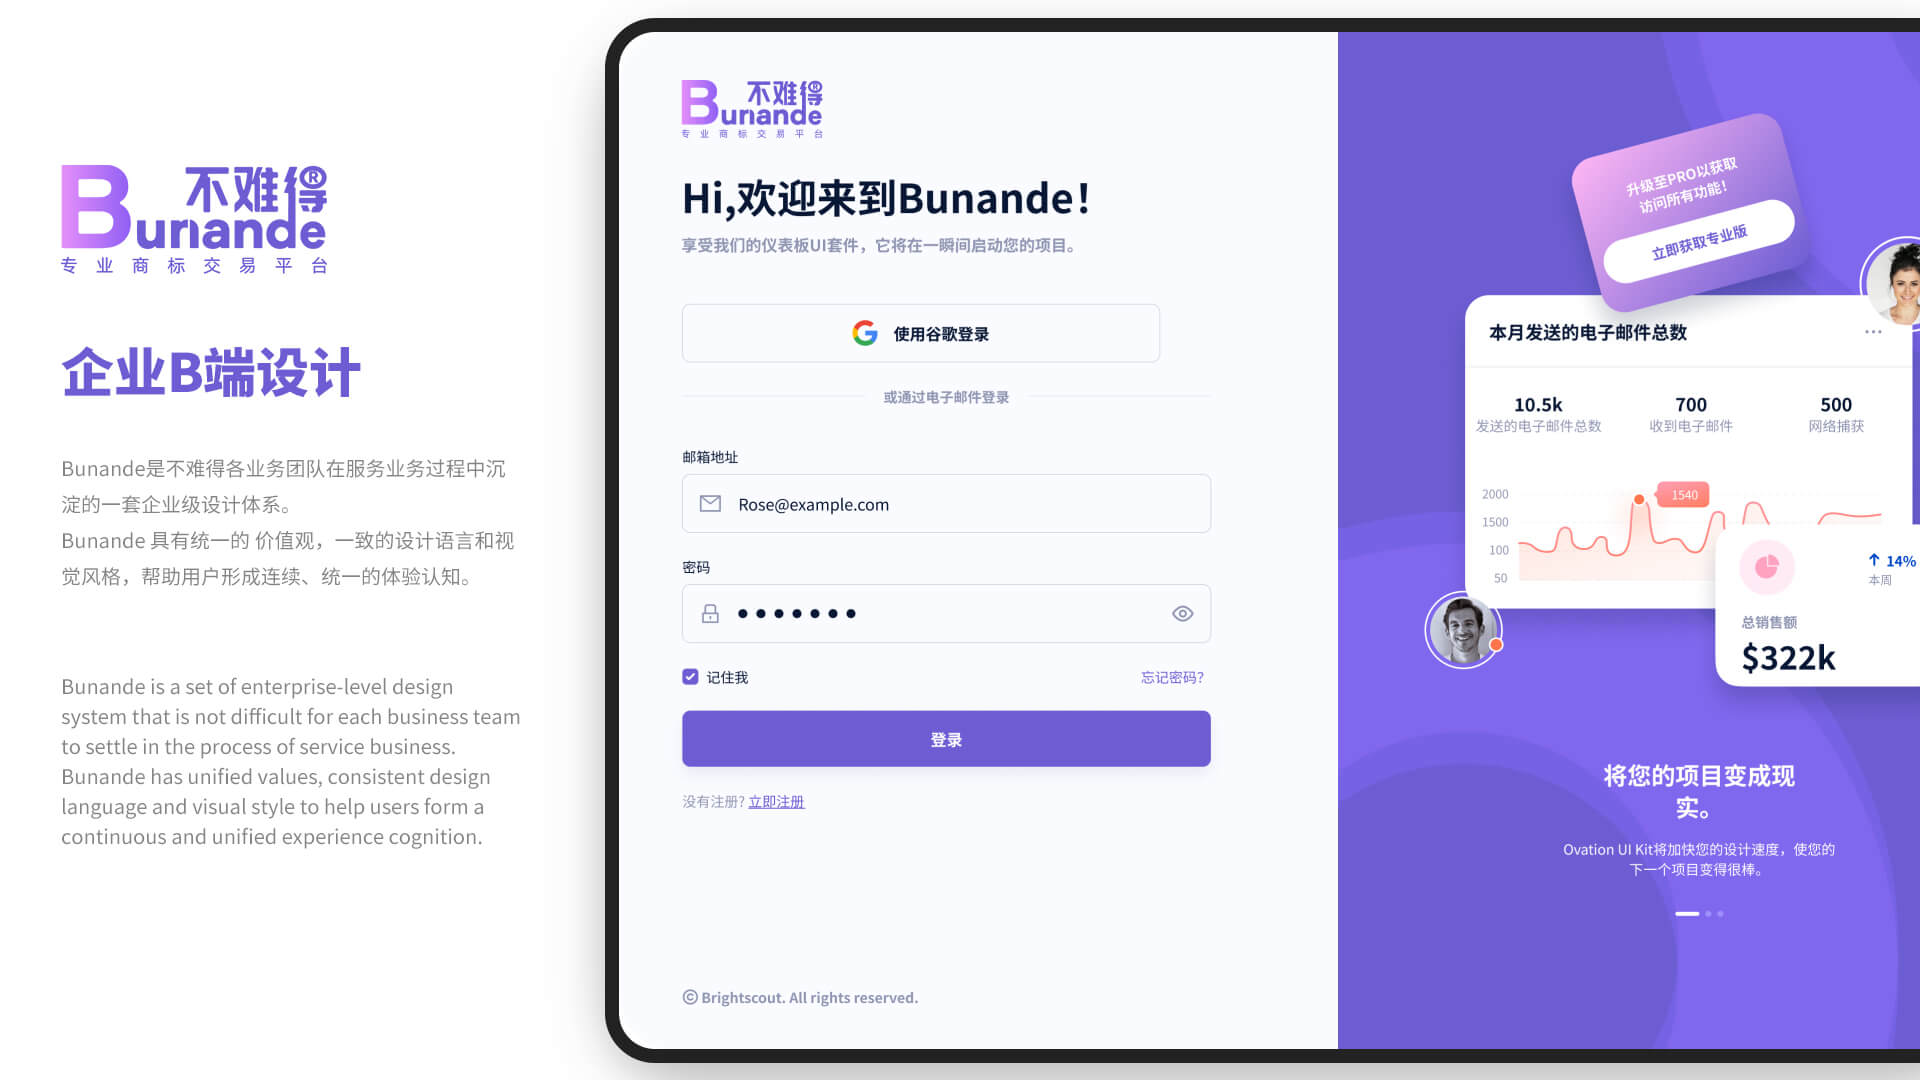 Bunande
不难得®
专业商标交易平台
企业B端设计
Bunande是不难得各业务团队在服务业务过程中沉
淀的一套企业级设计体系。
Bunande 具有统一的 价值观，一致的设计语言和视
觉风格，帮助用户形成连续、统一的体验认知。
Bunande is a set of enterprise-level design
system that is not difficult for each business team
to settle in the process of service business.
Bunande has unified values, consistent design
language and visual style to help users form a
continuous and unified experience cognition.
Bunande
不难得®
专业商标交易平台
Hi,欢迎来到Bunande！
享受我们的仪表板UI套件，它将在一瞬间启动您的项目。
使用谷歌登录
或通过电子邮件登录
邮箱地址
Rose@example.com
密码
记住我
忘记密码?
登录
没有注册? 立即注册
© Brightscout. All rights reserved.
升级至PRO以获取
访问所有功能！
立即获取专业版
本月发送的电子邮件总数
10.5k
发送的电子邮件总数
700
收到电子邮件
500
网络捕获
2000
1500
100
50
1540
14%
本周
总销售额
$322k
将您的项目变成现
实。
Ovation UI Kit将加快您的设计速度，使您的
下一个项目变得很棒。